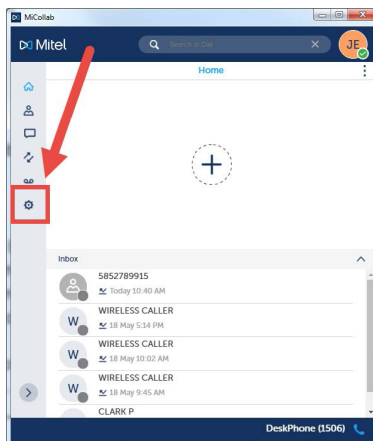 MiCollab
Mitel
Search or Dial
JE
Home
Inbox
5852789915
Today 10:40 AM
WIRELESS CALLER
W
18 May 5:14 PM
WIRELESS CALLER
W
18 May 10:02 AM
WIRELESS CALLER
W
18 May 9:45 AM
CLARK P
DeskPhone (1506)